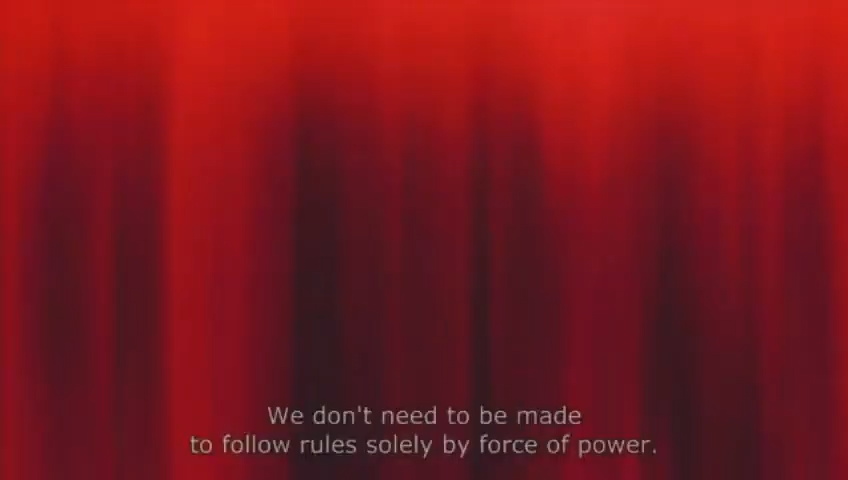 We don't need to be made
to follow rules solely by force of power.